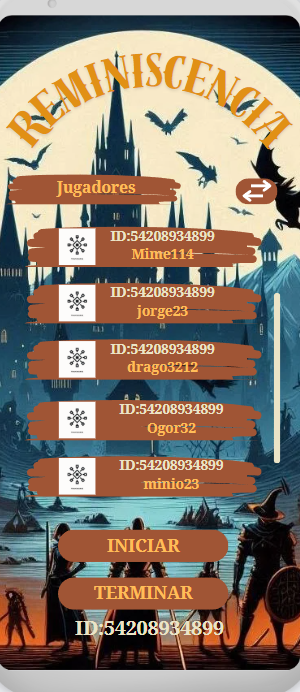 REMINISCENCIA
Jugadores
ID:54208934899
Mime114
ID:54208934899
jorge23
ID:54208934899
drago3212
ID:54208934899
Ogor32
ID:54208934899
minio23
INICIAR
TERMINAR
ID:54208934899